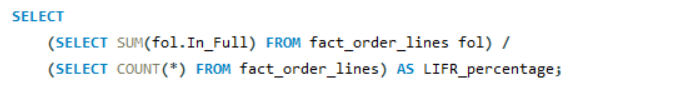 SELECT
(SELECT SUM(fol.In_Full) FROM fact_order_lines fol) /
(SELECT COUNT(*) FROM fact_order_lines) AS LIFR_percentage;